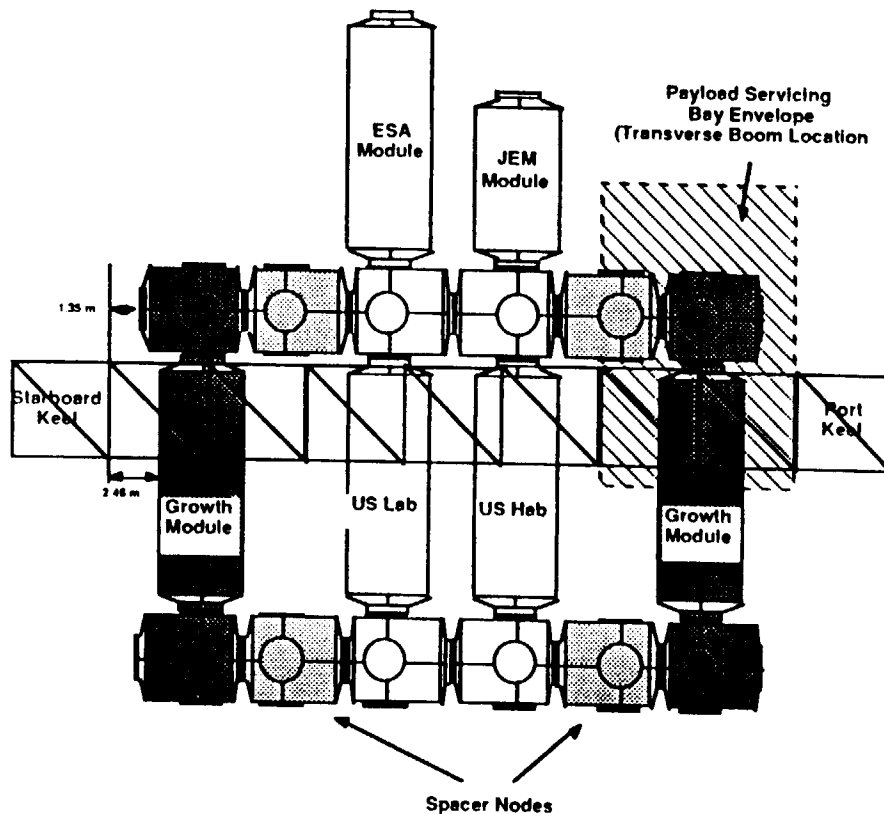 ESA
Module
JEM
Module
Payload Servicing
Bay Envelope
(Transverse Boom Location
1.35 m
Starboard
Keel
Port
Keel
2.46 m
Growth
Module
US Lab
US Hab
Growth
Module
Spacer Nodes